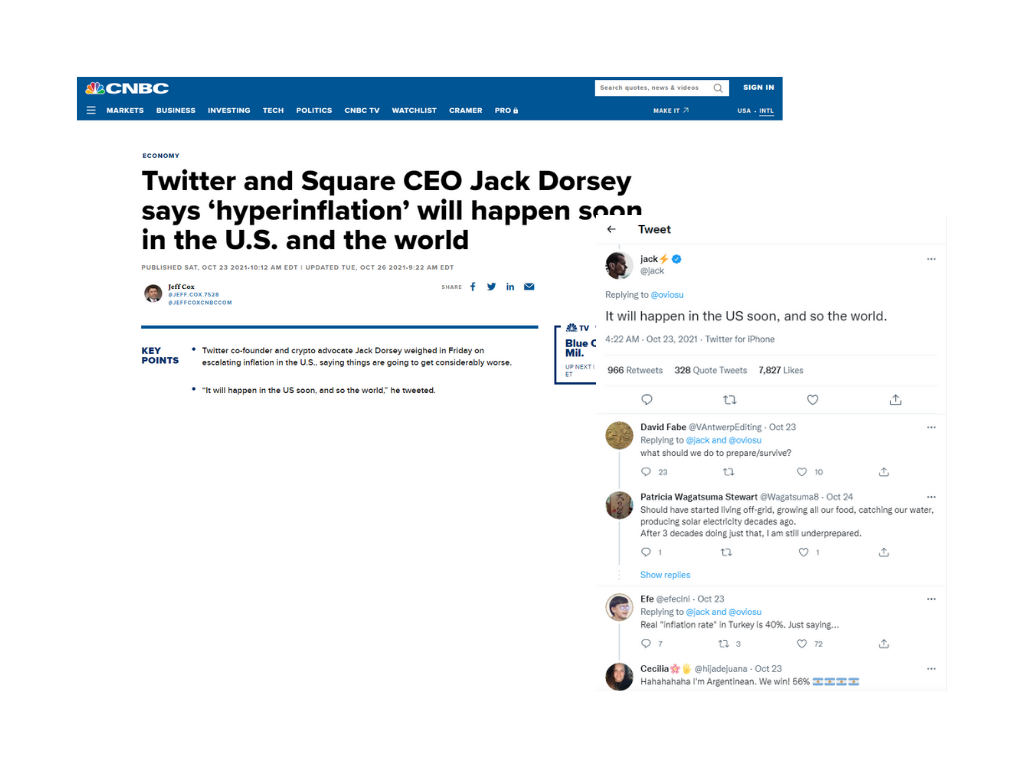 CNBC
Search quotes, news & videos
SIGN IN
MARKETS BUSINESS INVESTING TECH POLITICS CNBC TV WATCHLIST CRAMER PRO
MAKE IT
USA • INTL
ECONOMY
Twitter and Square CEO Jack Dorsey
says ‘hyperinflation’ will happen soon
in the U.S. and the world
PUBLISHED SAT, OCT 23 2021•10:12 AM EDT | UPDATED TUE, OCT 26 2021•9:22 AM EDT
Jeff Cox
@JEFF.COX.7528
@JEFFCOXCNBCCOM
SHARE
KEY
POINTS
• Twitter co-founder and crypto advocate Jack Dorsey weighed in Friday on
escalating inflation in the U.S., saying things are going to get considerably worse.
• “It will happen in the US soon, and so the world,” he tweeted.
TV
Blue
Mil.
UP NEXT
ET
Tweet
jack⚡
@jack
Replying to @oviosu
It will happen in the US soon, and so the world.
4:22 AM · Oct 23, 2021 · Twitter for iPhone
966 Retweets 328 Quote Tweets 7,827 Likes
David Fabe @VAntwerpEditing · Oct 23
Replying to @jack and @oviosu
what should we do to prepare/survive?
23 10
Patricia Wagatsuma Stewart @Wagatsuma8 · Oct 24
Should have started living off-grid, growing all our food, catching our water,
producing solar electricity decades ago.
After 3 decades doing just that, I am still underprepared.
1 1
Show replies
Efe @efecini · Oct 23
Replying to @jack and @oviosu
Real "inflation rate" in Turkey is 40%. Just saying...
7 3 72
Cecilia🌸🖐 @hijadejuana · Oct 23
Hahahahaha I'm Argentinean. We win! 56% 🇦🇷🇦🇷🇦🇷🇦🇷